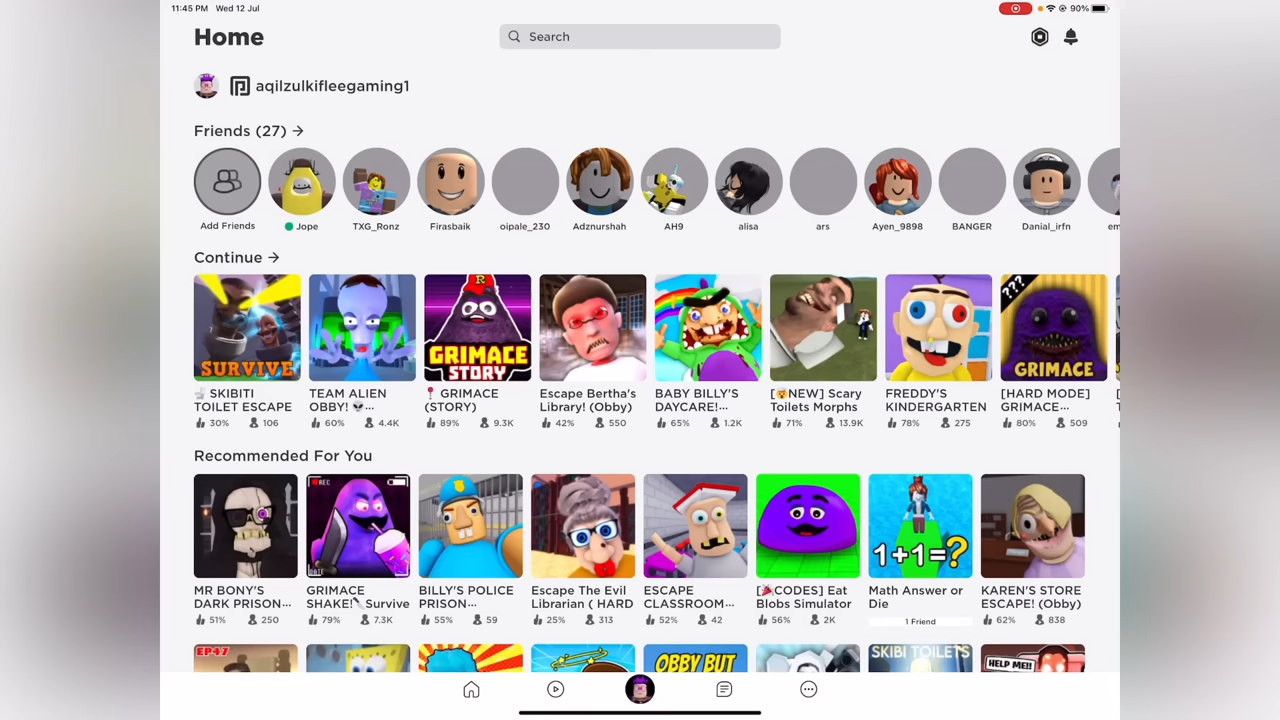 11:45 PM Wed 12 Jul
90%
Home
Search
aqilzulkifleegaming1
Friends (27) →
Add Friends
Jope
TXG_Ronz
Firasbaik
oipale_230
Adznurshah
AH9
alisa
ars
Ayen_9898
BANGER
Danial_irfn
em
Continue →
SURVIVE
R
GRIMACE
STORY
???
GRIMACE
SKIBITI
TOILET ESCAPE
30% 106
TEAM ALIEN
OBBY! 👽...
60% 4.4K
GRIMACE
(STORY)
89% 9.3K
Escape Bertha's
Library! (Obby)
42% 550
BABY BILLY'S
DAYCARE!...
65% 1.2K
[🤯NEW] Scary
Toilets Morphs
71% 13.9K
FREDDY'S
KINDERGARTEN
78% 275
[HARD MODE]
GRIMACE...
80% 509
Recommended For You
REC
1+1=?
MR BONY'S
DARK PRISON...
51% 250
GRIMACE
SHAKE! Survive
79% 7.3K
BILLY'S POLICE
PRISON...
55% 59
Escape The Evil
Librarian ( HARD
25% 313
ESCAPE
CLASSROOM...
52% 42
[🎉CODES] Eat
Blobs Simulator
56% 2K
Math Answer or
Die
1 Friend
KAREN'S STORE
ESCAPE! (Obby)
62% 838
EP47
OBBY BUT
SKIBI TOILETS
HELP ME!!